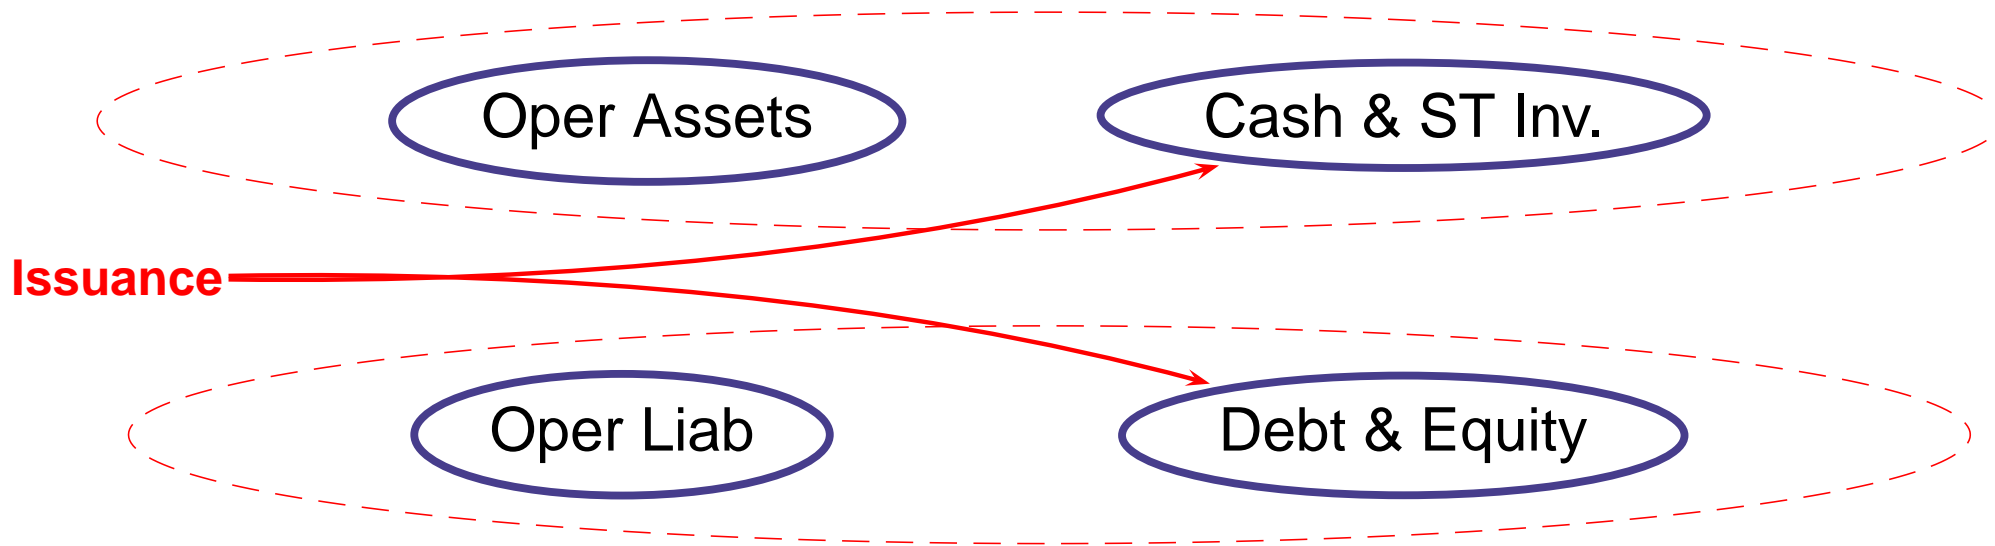 Oper Assets
Cash & ST Inv.
Issuance
Oper Liab
Debt & Equity